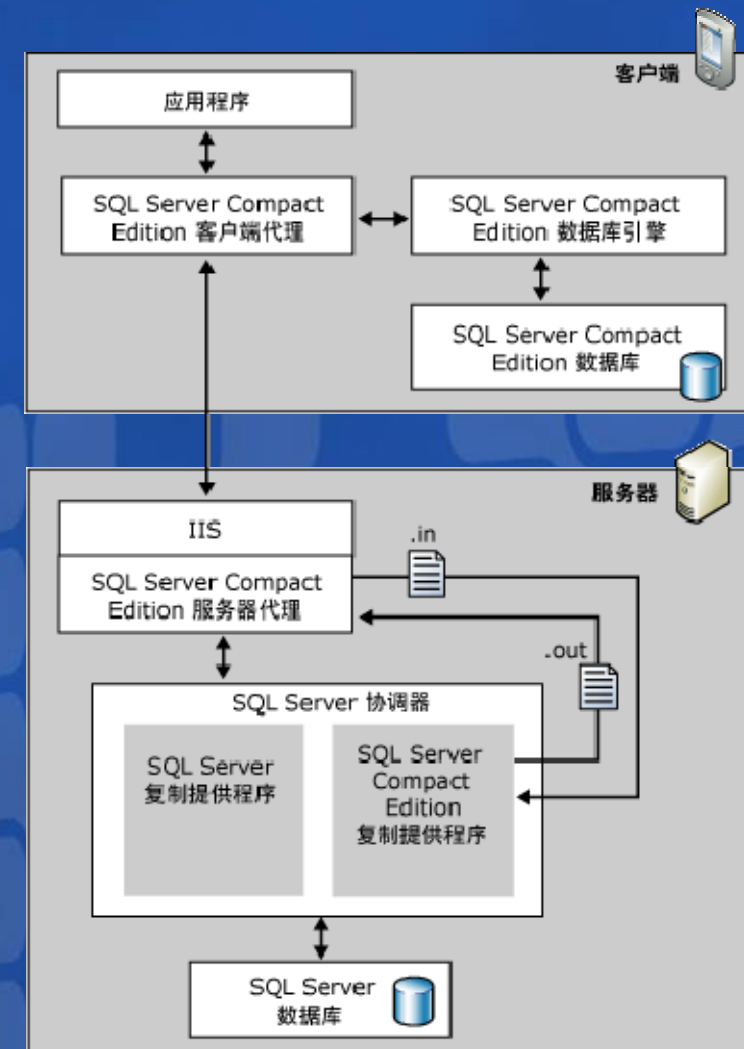 客户端
应用程序
SQL Server Compact
Edition 客户端代理
SQL Server Compact
Edition 数据库引擎
SQL Server Compact
Edition 数据库
服务器
IIS
.in
SQL Server Compact
Edition 服务器代理
.out
SQL Server 协调器
SQL Server
复制提供程序
SQL Server
Compact
Edition
复制提供程序
SQL Server
数据库